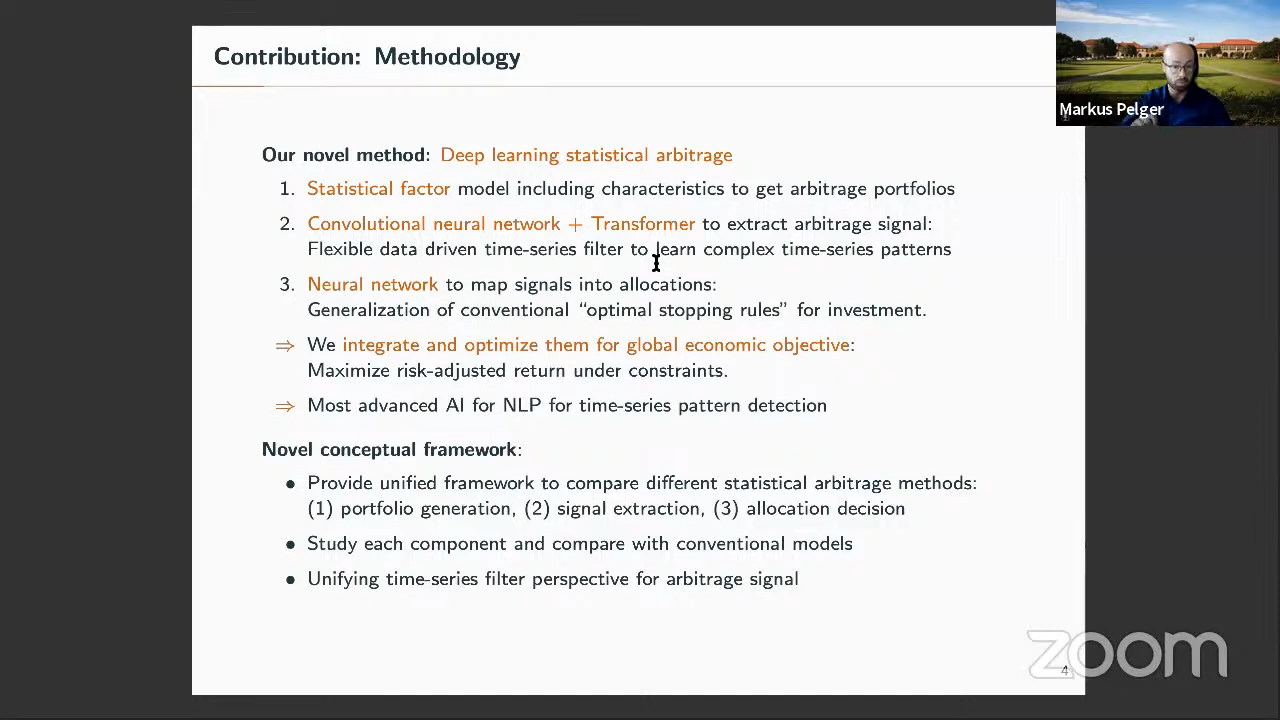 Contribution: Methodology
Markus Pelger
Our novel method: Deep learning statistical arbitrage
1. Statistical factor model including characteristics to get arbitrage portfolios
2. Convolutional neural network + Transformer to extract arbitrage signal:
Flexible data driven time-series filter to learn complex time-series patterns
3. Neural network to map signals into allocations:
Generalization of conventional “optimal stopping rules” for investment.
⇒ We integrate and optimize them for global economic objective:
Maximize risk-adjusted return under constraints.
⇒ Most advanced AI for NLP for time-series pattern detection
Novel conceptual framework:
• Provide unified framework to compare different statistical arbitrage methods:
(1) portfolio generation, (2) signal extraction, (3) allocation decision
• Study each component and compare with conventional models
• Unifying time-series filter perspective for arbitrage signal
zoom
4